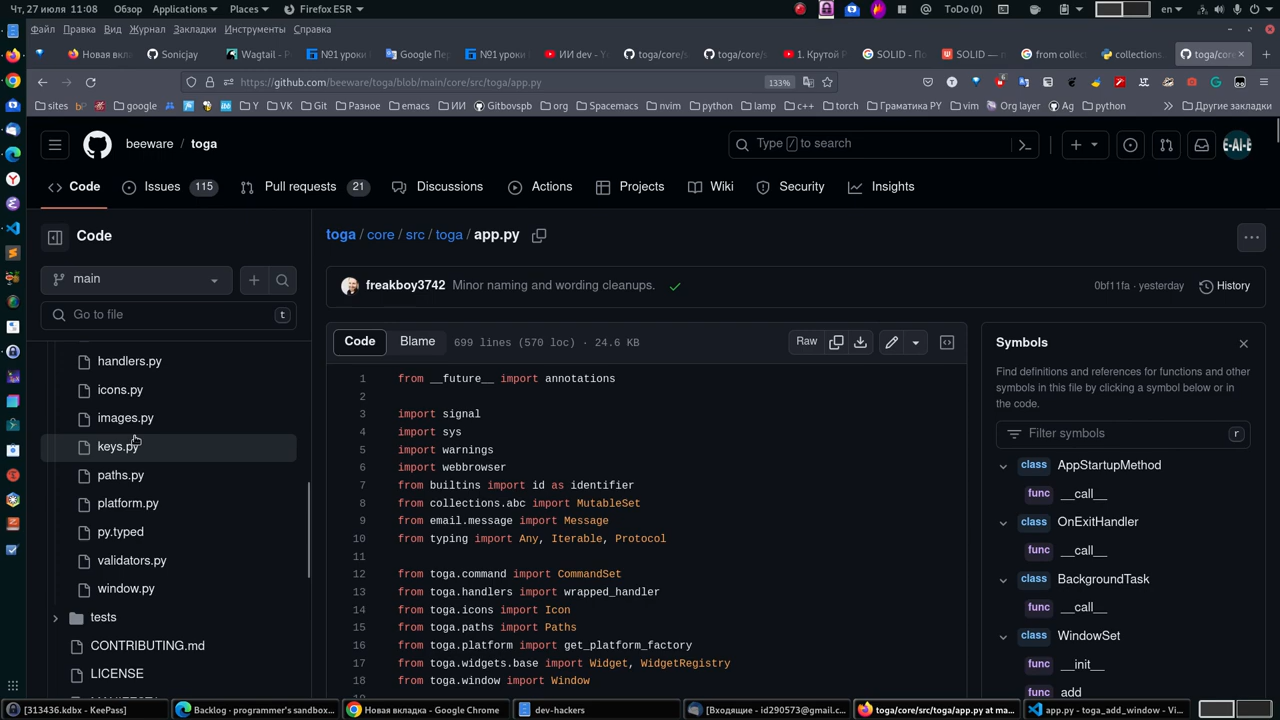 Чт, 27 июля 11:08 Обзор Applications Places Firefox ESR @ ToDo (0) en
Файл Правка Вид Журнал Закладки Инструменты Справка
Новая вкл Sonicjay Wagtail - №1 уроки Google Пер №1 уроки ИИ dev - Yo toga/core/s toga/core/s 1. Крутой Р SOLID - По SOLID — п from collec collections. toga/core/
https://github.com/beeware/toga/blob/main/core/src/toga/app.py 133%
sites bP google Y VK Git Разное emacs ИИ Gitbovspb org Spacemacs nvim python lamp c++ torch Граматика PY vim Org layer Ag python Другие закладки
beeware / toga
Type / to search
E-AI-E
Code Issues 115 Pull requests 21 Discussions Actions Projects Wiki Security Insights
Code
main
Go to file t
handlers.py
icons.py
images.py
keys.py
paths.py
platform.py
py.typed
validators.py
window.py
tests
CONTRIBUTING.md
LICENSE
toga / core / src / toga / app.py
freakboy3742 Minor naming and wording cleanups. 0bf11fa · yesterday History
Code Blame 699 lines (570 loc) · 24.6 KB Raw
1 from __future__ import annotations
2
3 import signal
4 import sys
5 import warnings
6 import webbrowser
7 from builtins import id as identifier
8 from collections.abc import MutableSet
9 from email.message import Message
10 from typing import Any, Iterable, Protocol
11
12 from toga.command import CommandSet
13 from toga.handlers import wrapped_handler
14 from toga.icons import Icon
15 from toga.paths import Paths
16 from toga.platform import get_platform_factory
17 from toga.widgets.base import Widget, WidgetRegistry
18 from toga.window import Window
Symbols
Find definitions and references for functions and other
symbols in this file by clicking a symbol below or in
the code.
Filter symbols r
class AppStartupMethod
func __call__
class OnExitHandler
func __call__
class BackgroundTask
func __call__
class WindowSet
func __init__
func add
[313436.kdbx - KeePass] Backlog · programmer's sandbox... Новая вкладка - Google Chrome dev-hackers [Входящие - id290573@gmail.c... toga/core/src/toga/app.py at ma... app.py - toga_add_window - Vi...